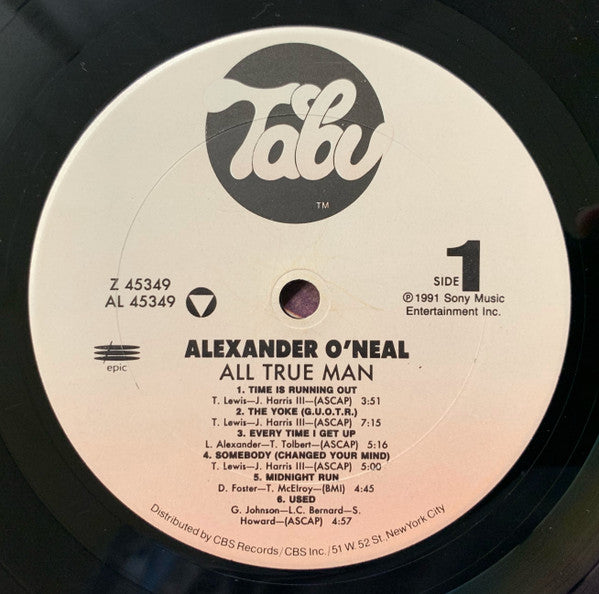 Tabu
TM
Z 45349
AL 45349
SIDE 1
℗ 1991 Sony Music
Entertainment Inc.
epic
ALEXANDER O'NEAL
ALL TRUE MAN
1. TIME IS RUNNING OUT
T. Lewis—J. Harris III—(ASCAP) 3:51
2. THE YOKE (G.U.O.T.R.)
T. Lewis—J. Harris III—(ASCAP) 7:15
3. EVERY TIME I GET UP
L. Alexander—T. Tolbert—(ASCAP) 5:16
4. SOMEBODY (CHANGED YOUR MIND)
T. Lewis—J. Harris III—(ASCAP) 5:00
5. MIDNIGHT RUN
D. Foster—T. McElroy—(BMI) 4:45
6. USED
G. Johnson—L.C. Bernard—S.
Howard—(ASCAP) 4:57
Distributed by CBS Records/CBS Inc./51 W. 52 St., New York City